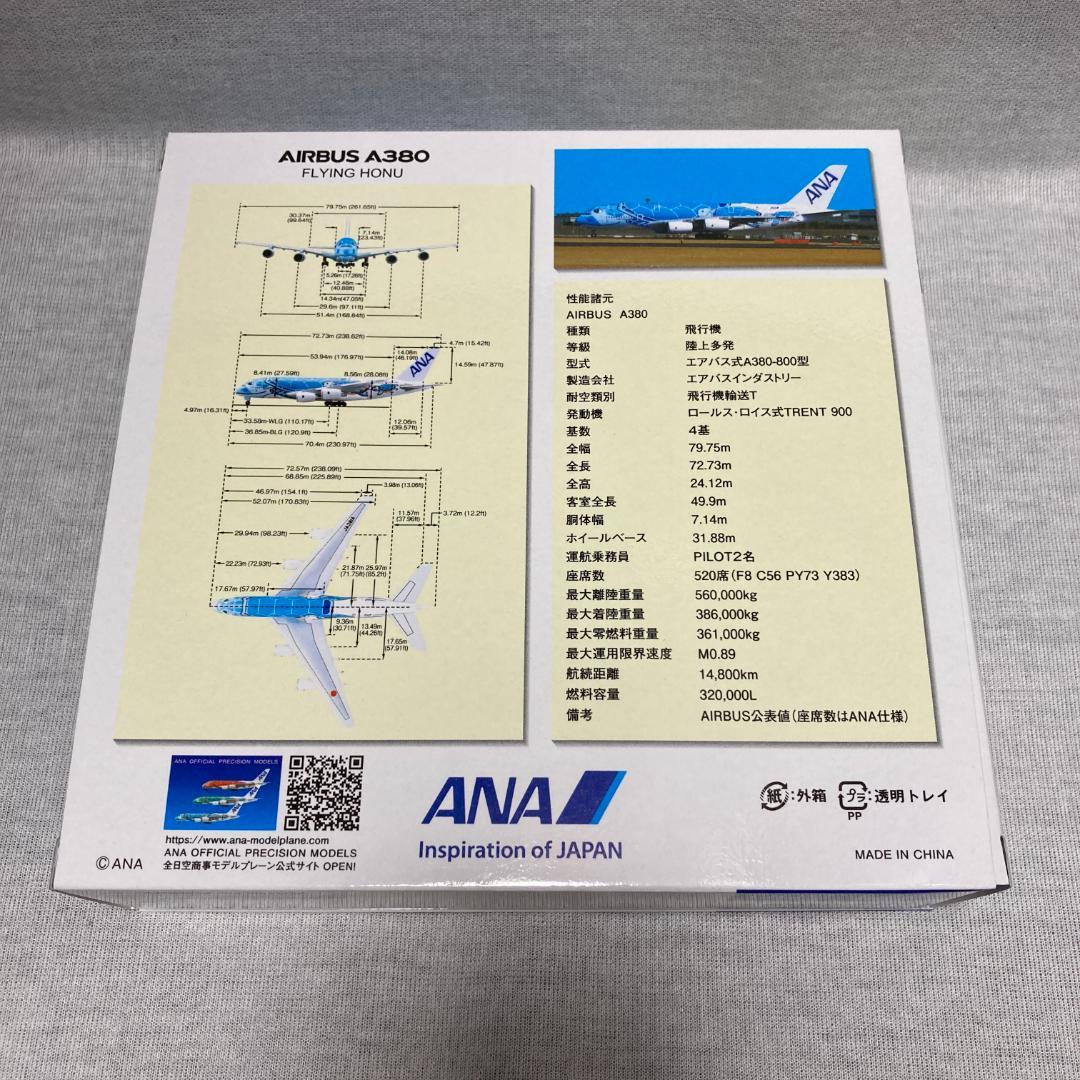 AIRBUS A380
FLYING HONU
79.75m (261.65ft)
30.37m
(99.64ft)
7.14m
(23.43ft)
5.26m (17.26ft)
12.46m
(40.88ft)
14.34m(47.05ft)
29.6m (97.11ft)
51.4m (168.64ft)
72.73m (238.62ft)
4.7m (15.42ft)
53.94m (176.97ft)
14.08m
(46.19ft)
ANA
14.59m (47.87ft)
8.41m (27.59ft)
8.56m (28.08ft)
4.97m (16.31ft)
33.58m-WLG (110.17ft)
12.06m
(39.57ft)
36.85m-BLG (120.9ft)
70.4m (230.97ft)
72.57m (238.09ft)
68.85m (225.89ft)
3.98m (13.06ft)
46.97m (154.1ft)
52.07m (170.83ft)
11.57m
(37.96ft)
3.72m (12.2ft)
29.94m (98.23ft)
22.23m (72.93ft)
21.87m 25.97m
(71.75ft) (85.2ft)
17.67m (57.97ft)
9.36m
(30.71ft)
13.49m
(44.26ft)
17.65m
(57.91ft)
ANA
性能諸元
AIRBUS A380
種類 飛行機
等級 陸上多発
型式 エアバス式A380-800型
製造会社 エアバスインダストリー
耐空類別 飛行機輸送T
発動機 ロールス・ロイス式TRENT 900
基数 4基
全幅 79.75m
全長 72.73m
全高 24.12m
客室全長 49.9m
胴体幅 7.14m
ホイールベース 31.88m
運航乗務員 PILOT2名
座席数 520席(F8 C56 PY73 Y383)
最大離陸重量 560,000kg
最大着陸重量 386,000kg
最大零燃料重量 361,000kg
最大運用限界速度 M0.89
航続距離 14,800km
燃料容量 320,000L
備考 AIRBUS公表値(座席数はANA仕様)
ANA OFFICIAL PRECISION MODELS
https://www.ana-modelplane.com
ANA OFFICIAL PRECISION MODELS
全日空商事モデルプレーン公式サイト OPEN!
©ANA
ANA
Inspiration of JAPAN
紙:外箱 プラ:透明トレイ
PP
MADE IN CHINA